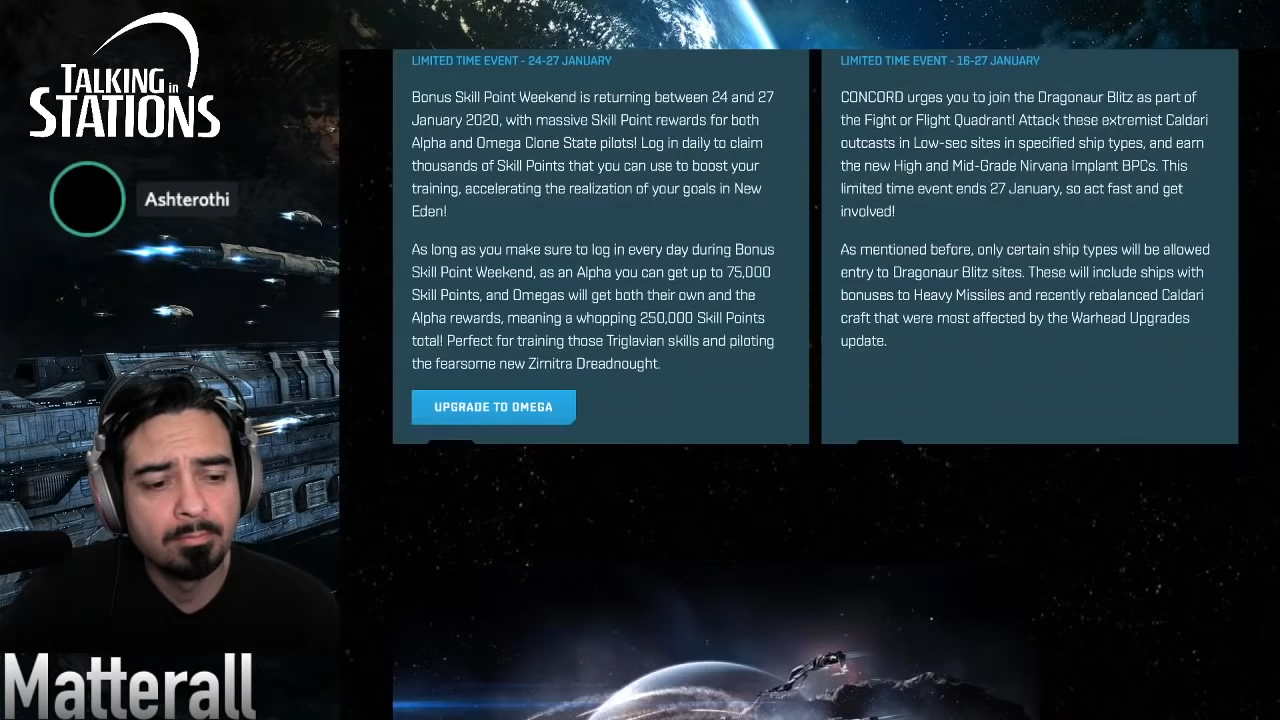 TALKING in
STATIONS
Ashterothi
LIMITED TIME EVENT - 24-27 JANUARY
Bonus Skill Point Weekend is returning between 24 and 27
January 2020, with massive Skill Point rewards for both
Alpha and Omega Clone State pilots! Log in daily to claim
thousands of Skill Points that you can use to boost your
training, accelerating the realization of your goals in New
Eden!
As long as you make sure to log in every day during Bonus
Skill Point Weekend, as an Alpha you can get up to 75,000
Skill Points, and Omegas will get both their own and the
Alpha rewards, meaning a whopping 250,000 Skill Points
total! Perfect for training those Triglavian skills and piloting
the fearsome new Zirnitra Dreadnought.
UPGRADE TO OMEGA
LIMITED TIME EVENT - 16-27 JANUARY
CONCORD urges you to join the Dragonaur Blitz as part of
the Fight or Flight Quadrant! Attack these extremist Caldari
outcasts in Low-sec sites in specified ship types, and earn
the new High and Mid-Grade Nirvana Implant BPCs. This
limited time event ends 27 January, so act fast and get
involved!
As mentioned before, only certain ship types will be allowed
entry to Dragonaur Blitz sites. These will include ships with
bonuses to Heavy Missiles and recently rebalanced Caldari
craft that were most affected by the Warhead Upgrades
update.
Matterall